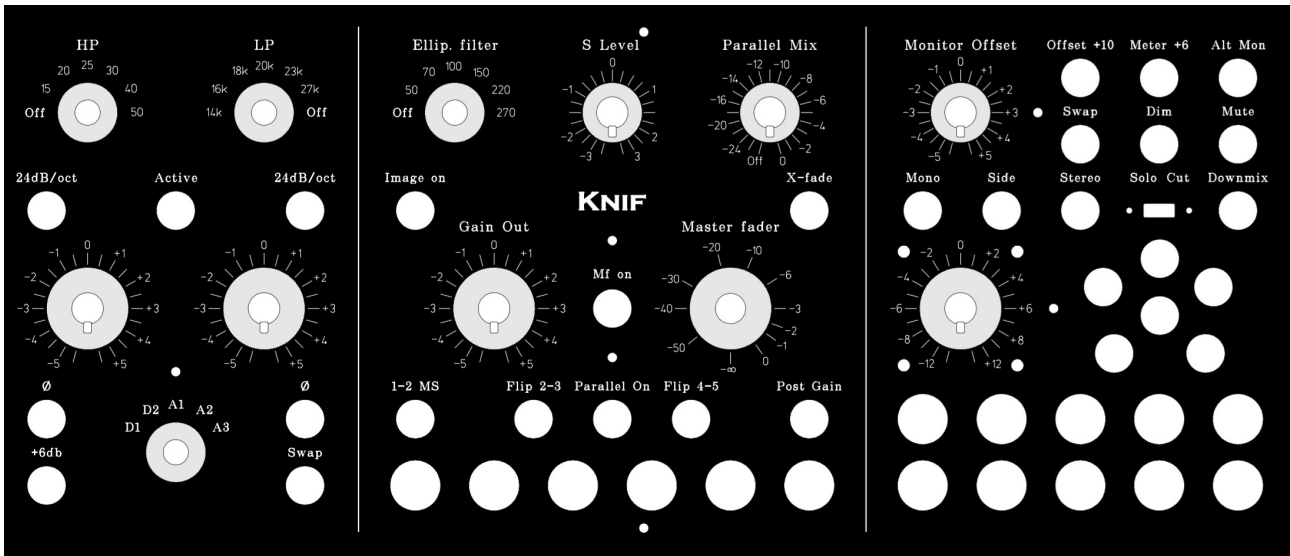 HP LP Ellip. filter S Level Parallel Mix Monitor Offset Offset +10 Meter +6 Alt Mon
Off 15 20 25 30 40 50
14k 16k 18k 20k 23k 27k Off
Off 50 70 100 150 220 270
-3 -2 -1 0 1 2 3
Off -24 -20 -16 -14 -12 -10 -8 -6 -4 -2 0
-5 -4 -3 -2 -1 0 +1 +2 +3 +4 +5
Swap Dim Mute
24dB/oct Active 24dB/oct Image on X-fade Mono Side Stereo Solo Cut Downmix
KNIF
Gain Out Master fader
-5 -4 -3 -2 -1 0 +1 +2 +3 +4 +5
-5 -4 -3 -2 -1 0 +1 +2 +3 +4 +5
-5 -4 -3 -2 -1 0 +1 +2 +3 +4 +5
Mf on
-∞ -50 -40 -30 -20 -10 -6 -3 -2 -1 0
-12 -8 -6 -4 -2 0 +2 +4 +6 +8 +12
Ø Ø 1-2 MS Flip 2-3 Parallel On Flip 4-5 Post Gain
D1 D2 A1 A2 A3
+6db Swap